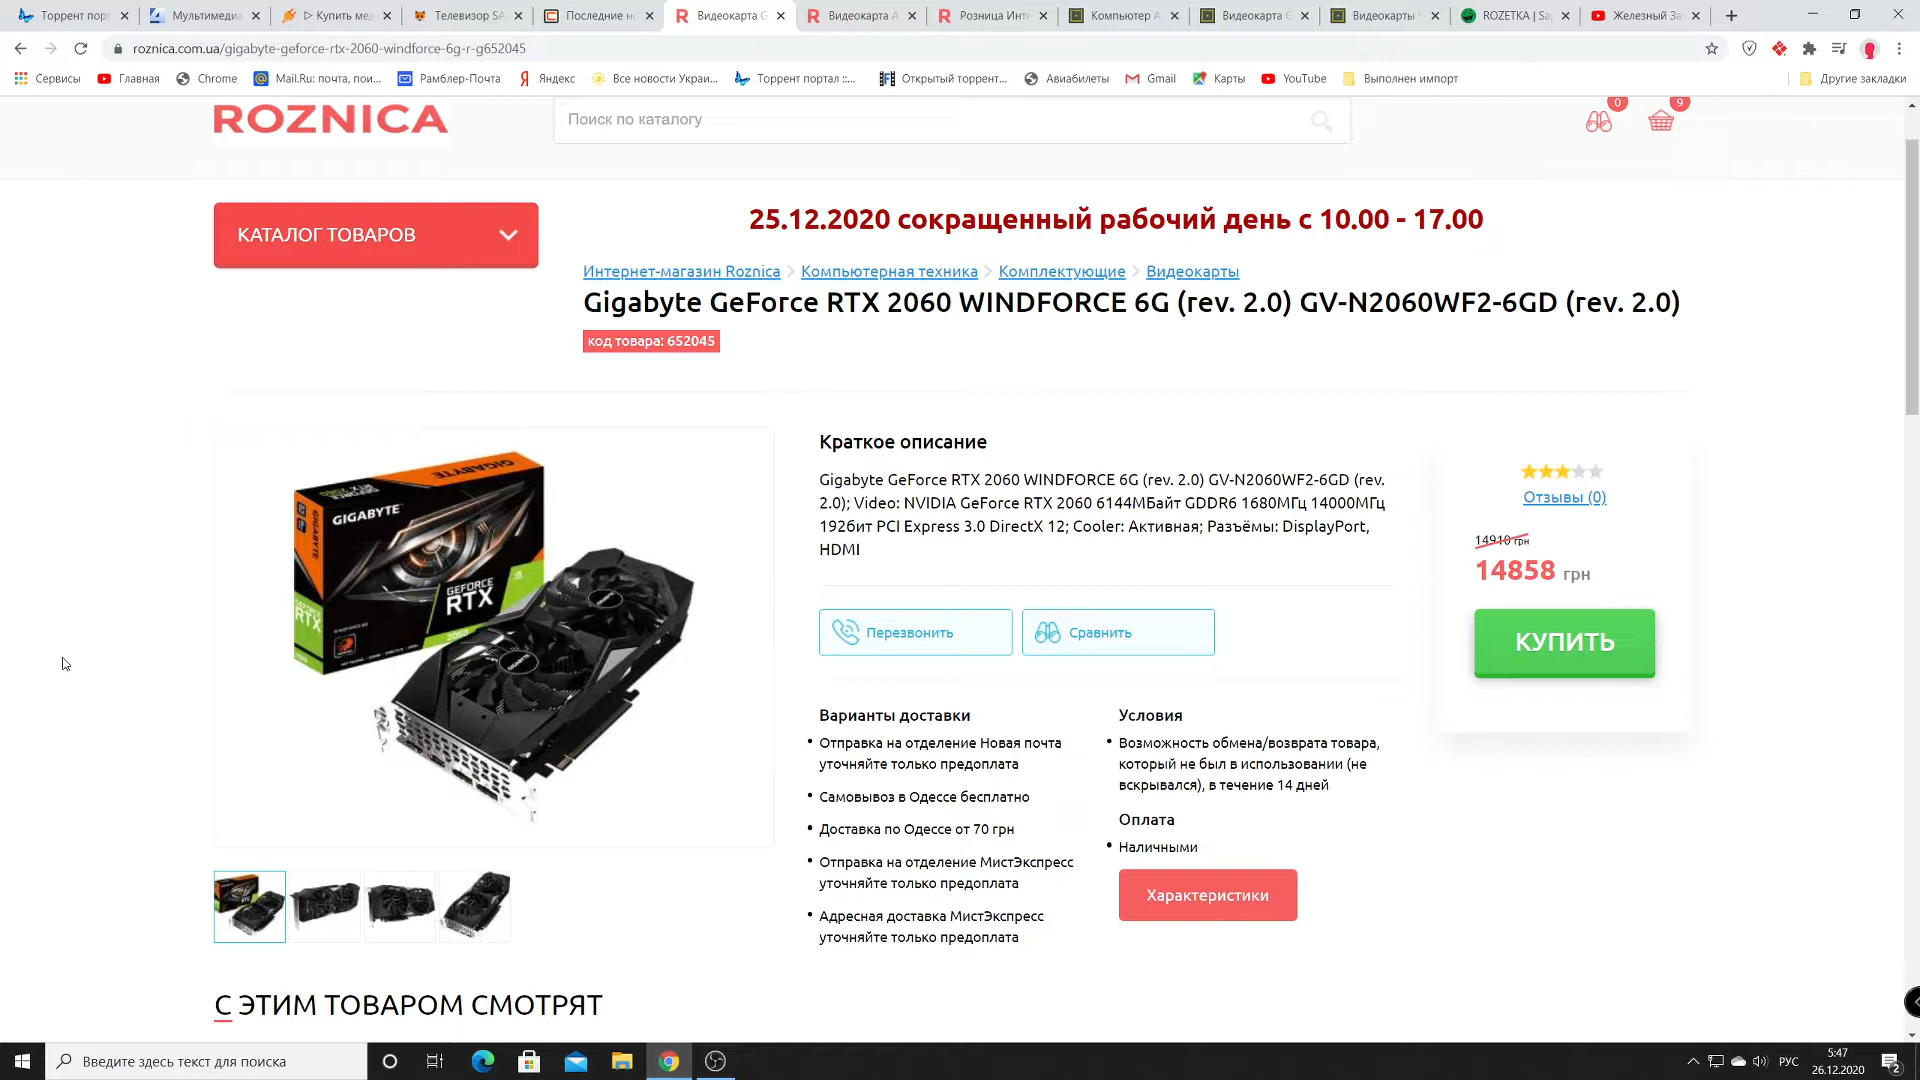 Торрент порт
Мультимедиа
▷ Купить мед
Телевизор SA
Последние но
Видеокарта G
Видеокарта A
Розница Инте
Компьютер A
Видеокарта G
Видеокарты
ROZETKA | Sa
Железный За
roznica.com.ua/gigabyte-geforce-rtx-2060-windforce-6g-r-g652045
Сервисы
Главная
Chrome
Mail.Ru: почта, пои...
Рамблер-Почта
Яндекс
Все новости Украи...
Торрент портал ::...
Открытый торрент...
Авиабилеты
Gmail
Карты
YouTube
Выполнен импорт
Другие закладки
ROZNICA
Поиск по каталогу
0
9
КАТАЛОГ ТОВАРОВ
25.12.2020 сокращенный рабочий день с 10.00 - 17.00
Интернет-магазин Roznica > Компьютерная техника > Комплектующие > Видеокарты
Gigabyte GeForce RTX 2060 WINDFORCE 6G (rev. 2.0) GV-N2060WF2-6GD (rev. 2.0)
код товара: 652045
GIGABYTE
GIGABYTE
GEFORCE
RTX
2060
Краткое описание
Gigabyte GeForce RTX 2060 WINDFORCE 6G (rev. 2.0) GV-N2060WF2-6GD (rev.
2.0); Video: NVIDIA GeForce RTX 2060 6144МБайт GDDR6 1680МГц 14000МГц
192бит PCI Express 3.0 DirectX 12; Cooler: Активная; Разъёмы: DisplayPort,
HDMI
Перезвонить
Сравнить
Отзывы (0)
14910 грн
14858 грн
КУПИТЬ
Варианты доставки
• Отправка на отделение Новая почта
уточняйте только предоплата
• Самовывоз в Одессе бесплатно
• Доставка по Одессе от 70 грн
• Отправка на отделение МистЭкспресс
уточняйте только предоплата
• Адресная доставка МистЭкспресс
уточняйте только предоплата
Условия
• Возможность обмена/возврата товара,
который не был в использовании (не
вскрывался), в течение 14 дней
Оплата
• Наличными
Характеристики
С ЭТИМ ТОВАРОМ СМОТРЯТ
Введите здесь текст для поиска
РУС
5:47
26.12.2020
2